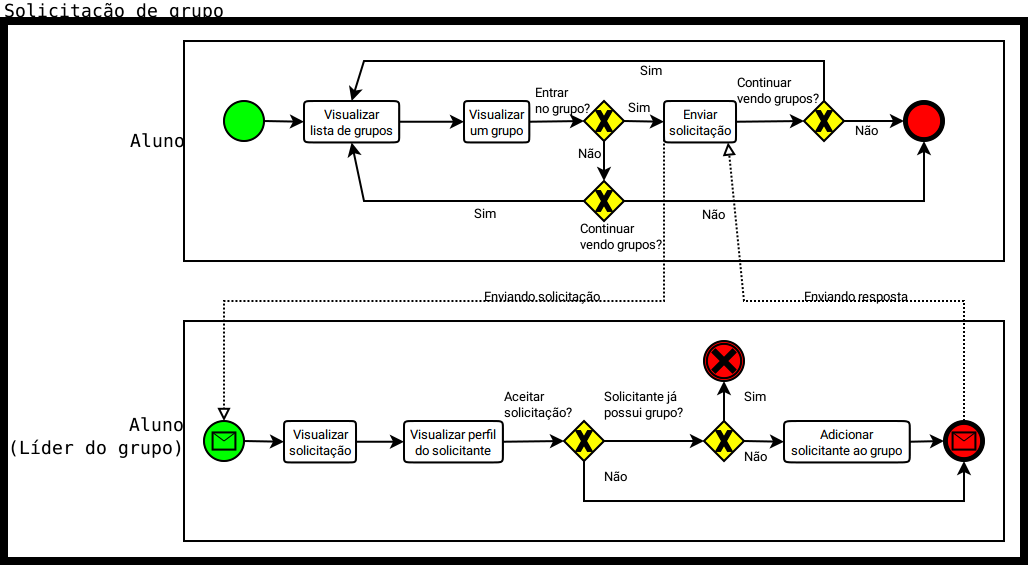 Solicitação de grupo
Sim
Continuar
vendo grupos?
Entrar
no grupo?
Visualizar
lista de grupos
Visualizar
um grupo
Sim
Enviar
solicitação
Não
Aluno
Não
Sim
Não
Continuar
vendo grupos?
Enviando solicitação
Enviando resposta
Aceitar
solicitação?
Solicitante já
possui grupo?
Sim
Aluno
(Líder do grupo)
Visualizar
solicitação
Visualizar perfil
do solicitante
Não
Adicionar
solicitante ao grupo
Não